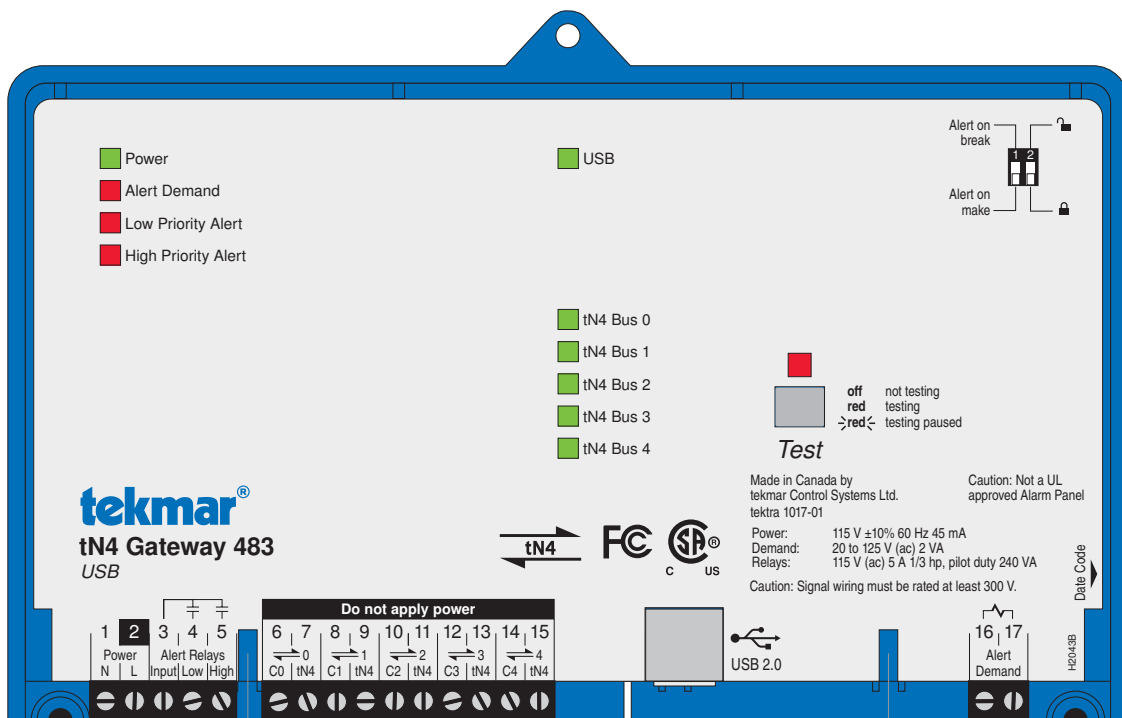 Power
Alert Demand
Low Priority Alert
High Priority Alert
USB
Alert on
break
1 2
Alert on
make
tN4 Bus 0
tN4 Bus 1
tN4 Bus 2
tN4 Bus 3
tN4 Bus 4
off not testing
red testing
red testing paused
Test
tekmar®
tN4 Gateway 483
USB
tN4
FC
CSA ®
C US
Made in Canada by
tekmar Control Systems Ltd.
tektra 1017-01
Caution: Not a UL
approved Alarm Panel
Power: 115 V ±10% 60 Hz 45 mA
Demand: 20 to 125 V (ac) 2 VA
Relays: 115 V (ac) 5 A 1/3 hp, pilot duty 240 VA
Caution: Signal wiring must be rated at least 300 V.
Date Code
H2043B
1 2 3 4 5
Power Alert Relays
N L Input Low High
Do not apply power
6 7 8 9 10 11 12 13 14 15
0 1 2 3 4
C0 tN4 C1 tN4 C2 tN4 C3 tN4 C4 tN4
USB 2.0
16 17
Alert
Demand